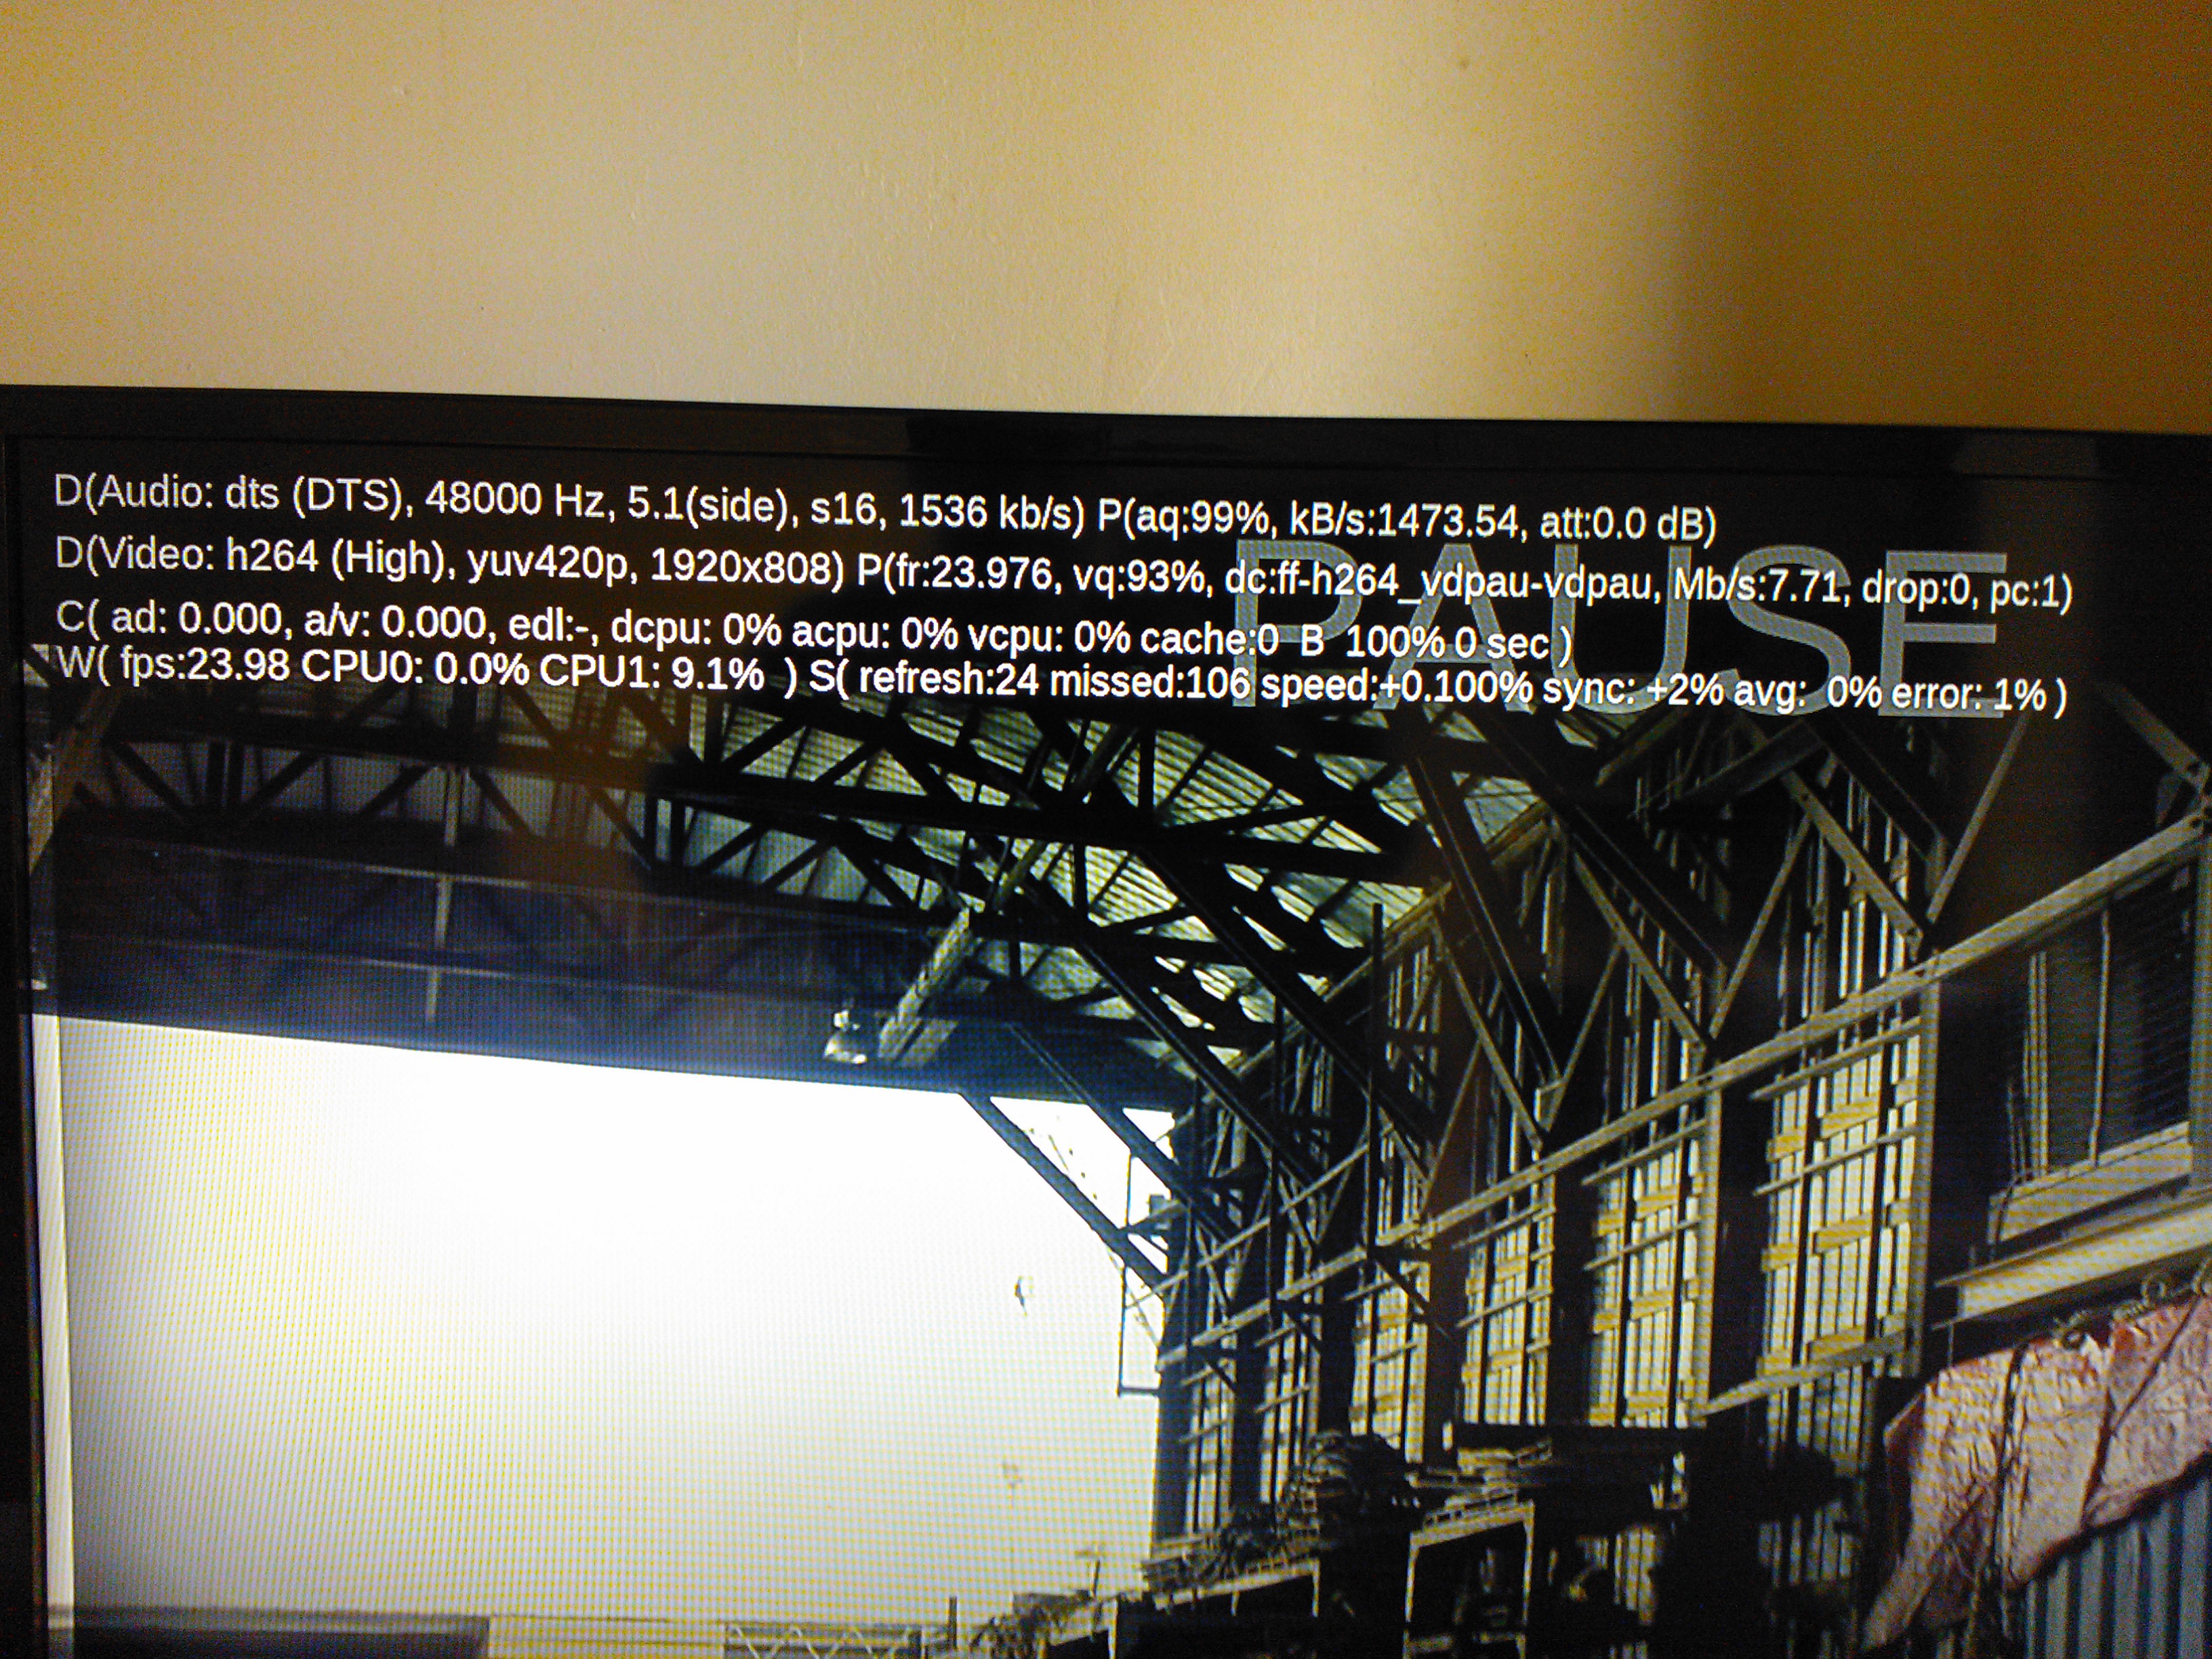 D(Audio: dts (DTS), 48000 Hz, 5.1(side), s16, 1536 kb/s) P(aq:99%, kB/s:1473.54, att:0.0 dB)
D(Video: h264 (High), yuv420p, 1920x808) P(fr:23.976, vq:93%, dc:ff-h264_vdpau-vdpau, Mb/s:7.71, drop:0, pc:1)
C( ad: 0.000, a/v: 0.000, edl:-, dcpu: 0% acpu: 0% vcpu: 0% cache:0 B 100% 0 sec )
W( fps:23.98 CPU0: 0.0% CPU1: 9.1% ) S( refresh:24 missed:106 speed:+0.100% sync: +2% avg: 0% error: 1% )
PAUSE